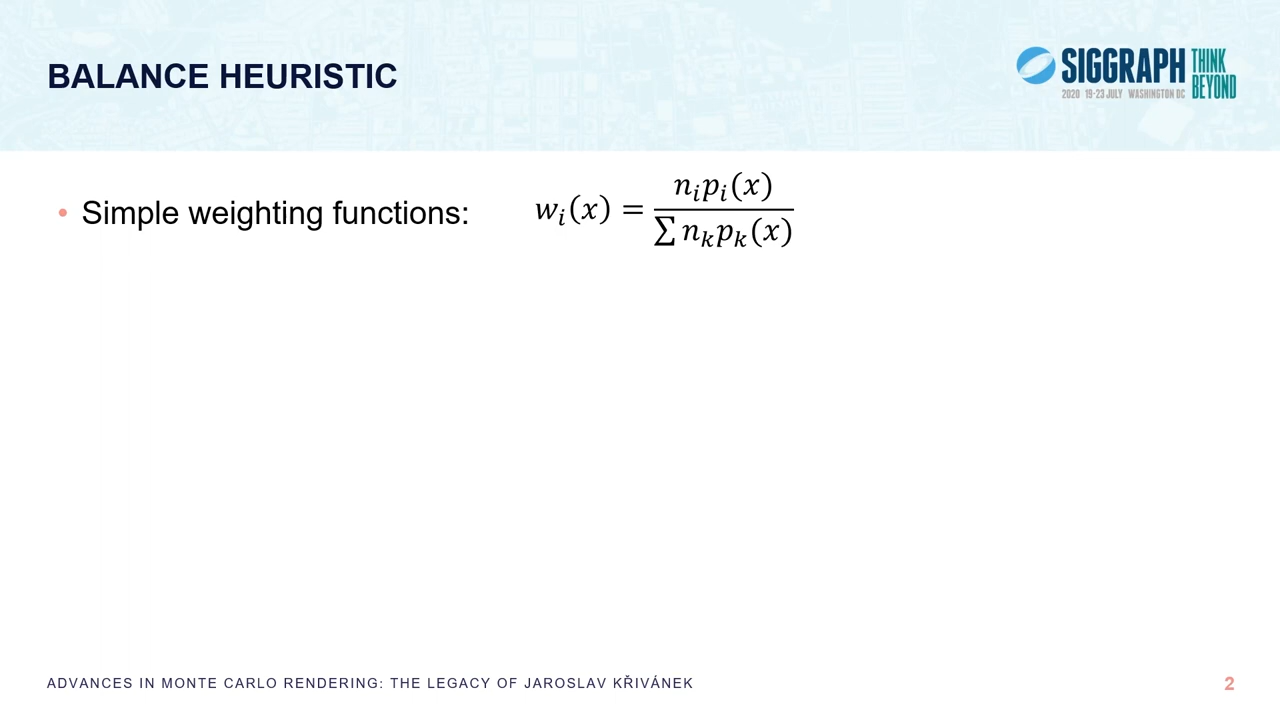 BALANCE HEURISTIC
SIGGRAPH THINK BEYOND
2020 19-23 JULY WASHINGTON DC
• Simple weighting functions: wᵢ(x) = nᵢpᵢ(x) / ∑ nₖpₖ(x)
ADVANCES IN MONTE CARLO RENDERING: THE LEGACY OF JAROSLAV KŘIVÁNEK
2